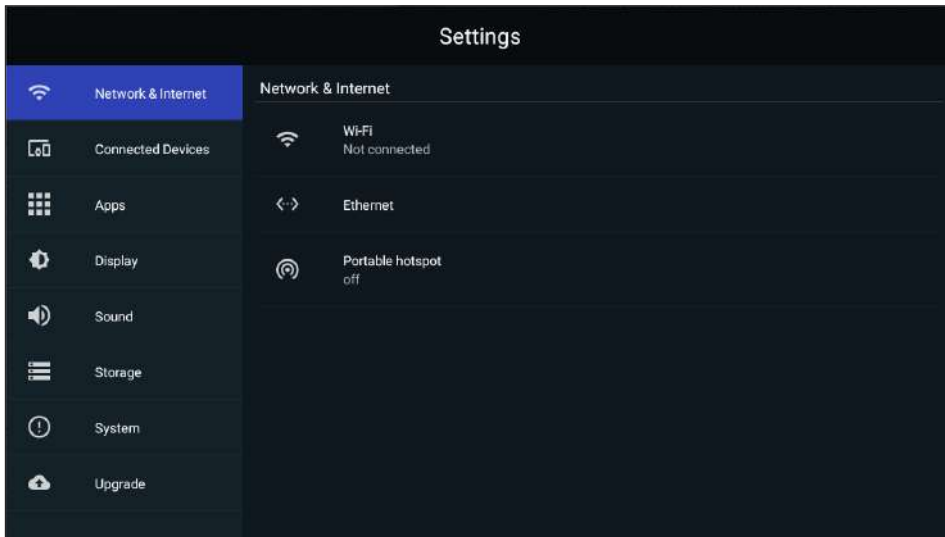 Settings
Network & Internet
Connected Devices
Apps
Display
Sound
Storage
System
Upgrade
Network & Internet
Wi-Fi
Not connected
Ethernet
Portable hotspot
off